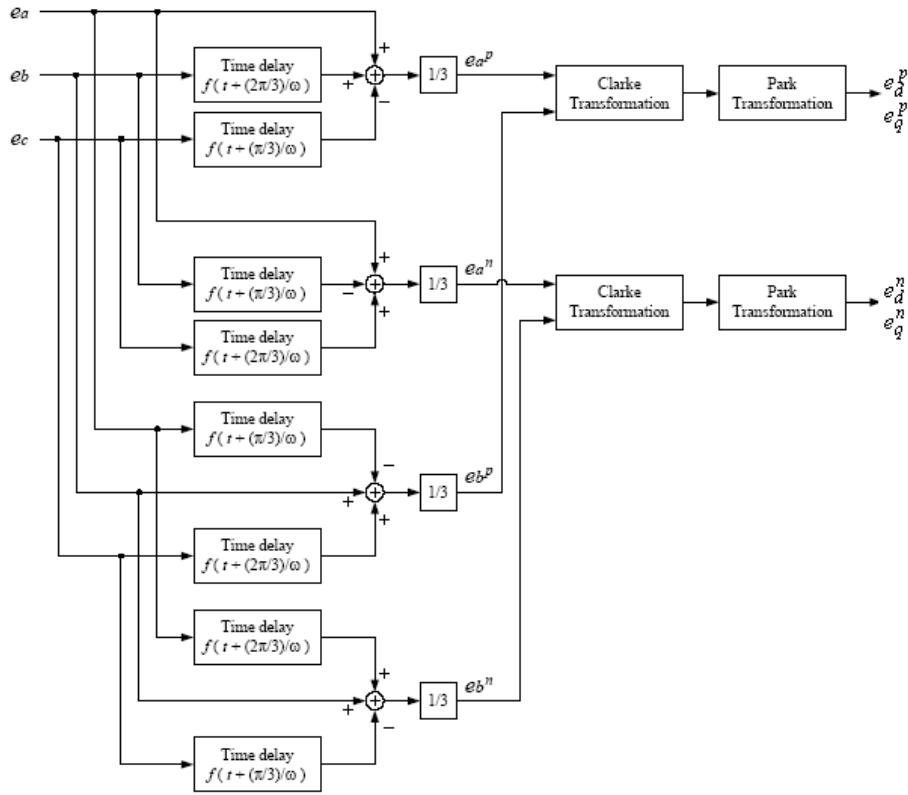 ea
eb
ec
Time delay
f( t + (2π/3)/ω )
Time delay
f( t + (π/3)/ω )
+
+
−
1/3
ea^p
Clarke
Transformation
Park
Transformation
e_d^p
e_q^p
Time delay
f( t + (π/3)/ω )
Time delay
f( t + (2π/3)/ω )
+
−
+
1/3
ea^n
Clarke
Transformation
Park
Transformation
e_d^n
e_q^n
Time delay
f( t + (π/3)/ω )
Time delay
f( t + (2π/3)/ω )
−
+
+
1/3
eb^p
Time delay
f( t + (2π/3)/ω )
Time delay
f( t + (π/3)/ω )
+
+
−
1/3
eb^n